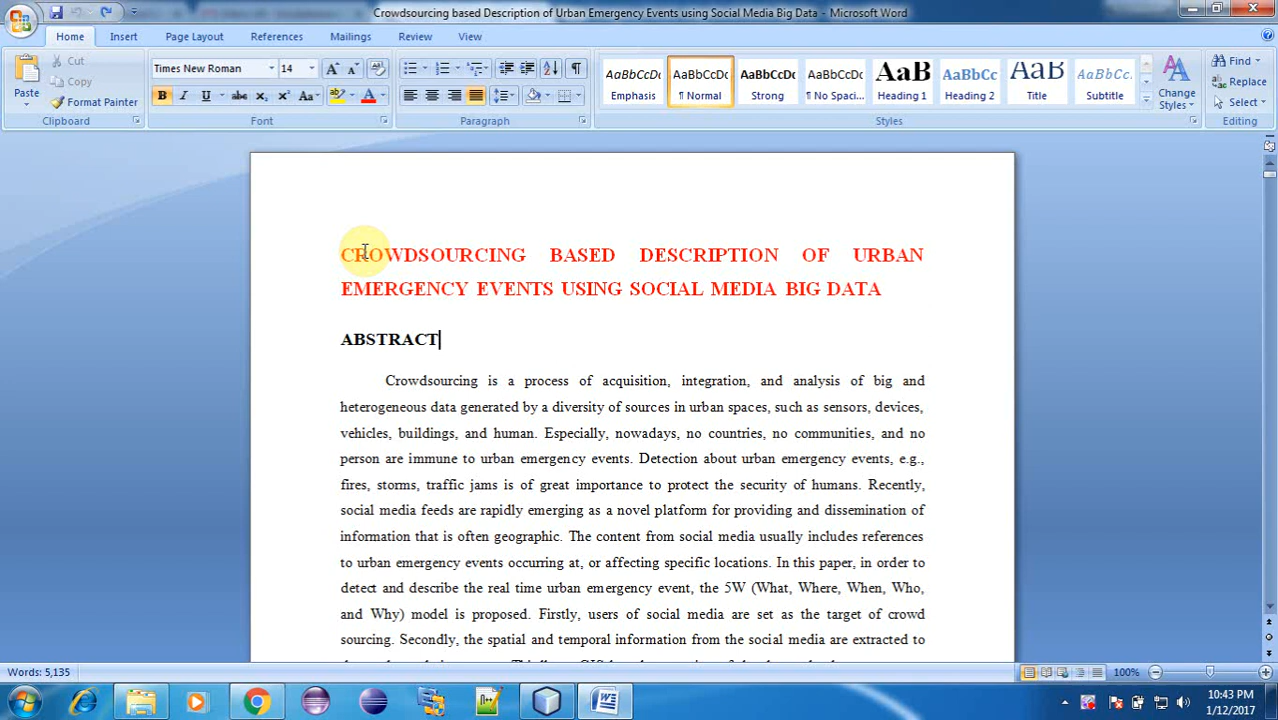 Crowdsourcing based Description of Urban Emergency Events using Social Media Big Data - Microsoft Word
Home Insert Page Layout References Mailings Review View
Paste
Cut
Copy
Format Painter
Clipboard
Times New Roman 14
Font
Paragraph
AaBbCcDc AaBbCcDc AaBbCcDc AaBbCcDc AaB AaBbCc AaB AaBbCc.
Emphasis ¶ Normal Strong ¶ No Spaci... Heading 1 Heading 2 Title Subtitle
Change
Styles
Styles
Find
Replace
Select
Editing
CROWDSOURCING BASED DESCRIPTION OF URBAN
EMERGENCY EVENTS USING SOCIAL MEDIA BIG DATA
ABSTRACT
Crowdsourcing is a process of acquisition, integration, and analysis of big and
heterogeneous data generated by a diversity of sources in urban spaces, such as sensors, devices,
vehicles, buildings, and human. Especially, nowadays, no countries, no communities, and no
person are immune to urban emergency events. Detection about urban emergency events, e.g.,
fires, storms, traffic jams is of great importance to protect the security of humans. Recently,
social media feeds are rapidly emerging as a novel platform for providing and dissemination of
information that is often geographic. The content from social media usually includes references
to urban emergency events occurring at, or affecting specific locations. In this paper, in order to
detect and describe the real time urban emergency event, the 5W (What, Where, When, Who,
and Why) model is proposed. Firstly, users of social media are set as the target of crowd
sourcing. Secondly, the spatial and temporal information from the social media are extracted to
Words: 5,135
100%
10:43 PM
1/12/2017